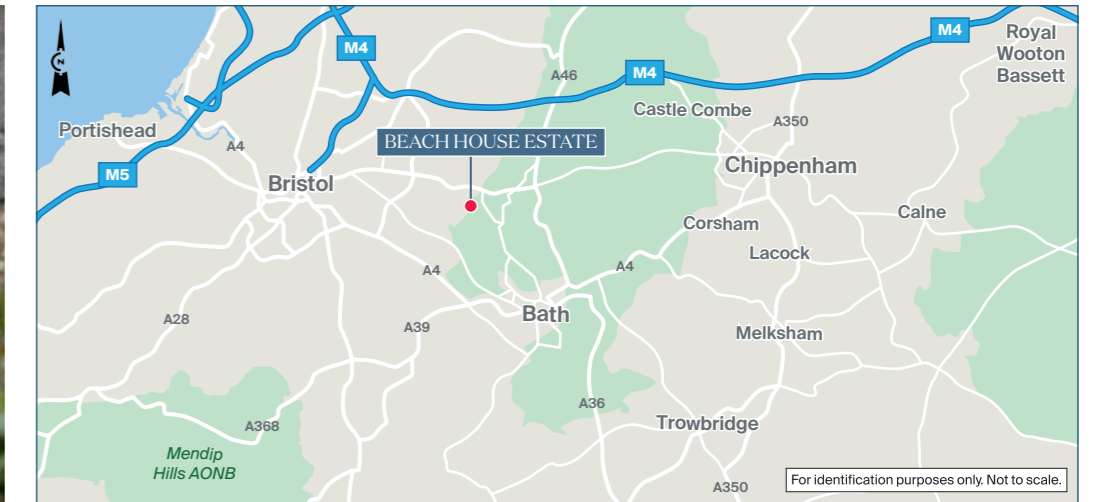 N
M4
M4
M4
Royal
Wooton
Bassett
A46
Castle Combe
A350
Portishead
A4
BEACH HOUSE ESTATE
Chippenham
M5
Bristol
Calne
Corsham
Lacock
A4
A4
Bath
A28
A39
Melksham
A36
A368
Trowbridge
Mendip
Hills AONB
A350
For identification purposes only. Not to scale.